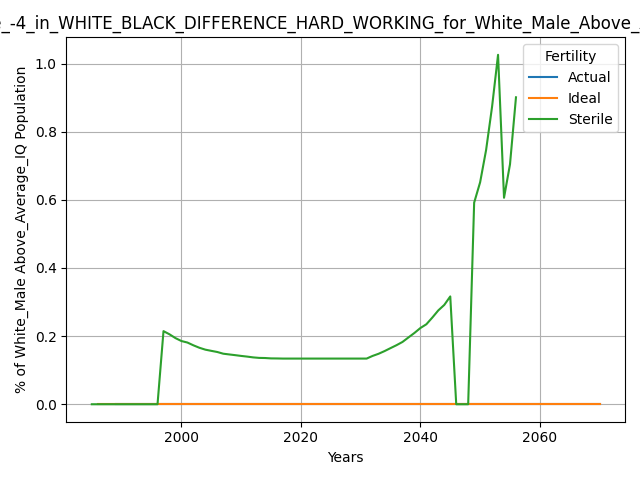 _-4_in_WHITE_BLACK_DIFFERENCE_HARD_WORKING_for_White_Male_Above_
Fertility
Actual
Ideal
Sterile
% of White_Male Above_Average_IQ Population
1.0
0.8
0.6
0.4
0.2
0.0
2000
2020
2040
2060
Years